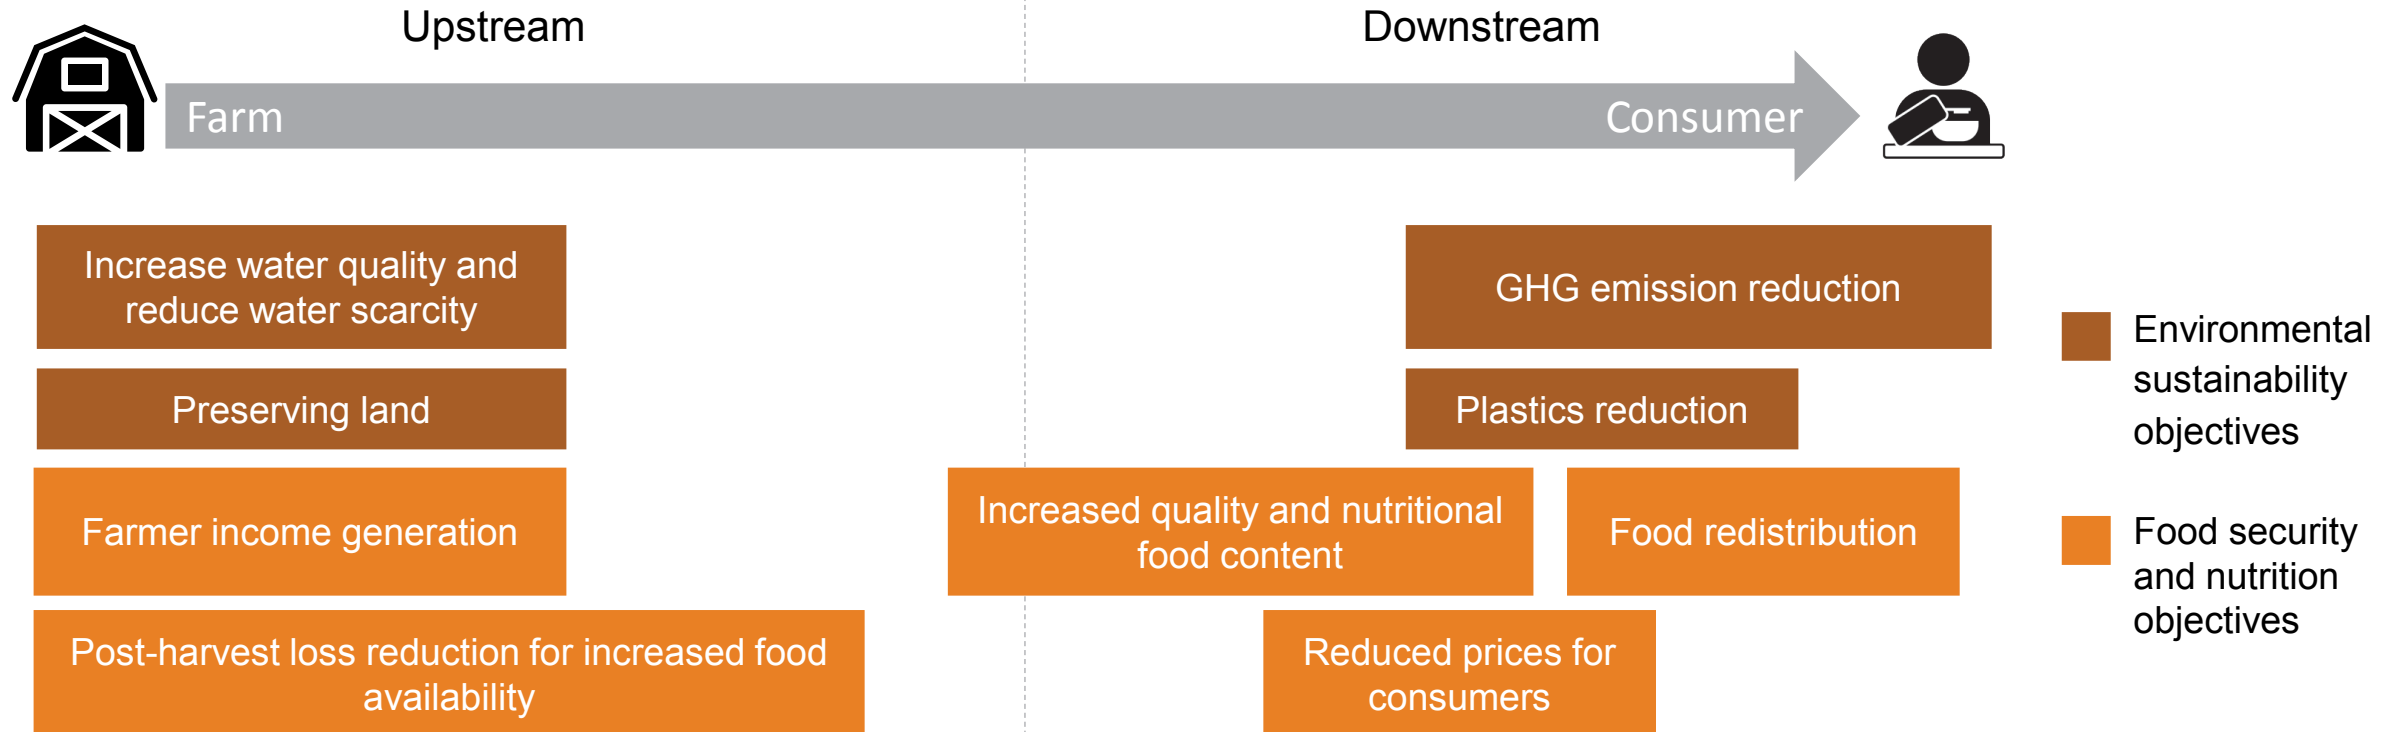 Upstream
Downstream
Farm
Consumer
Increase water quality and
reduce water scarcity
GHG emission reduction
Preserving land
Plastics reduction
Farmer income generation
Increased quality and nutritional
food content
Food redistribution
Post-harvest loss reduction for increased food
availability
Reduced prices for
consumers
Environmental
sustainability
objectives
Food security
and nutrition
objectives